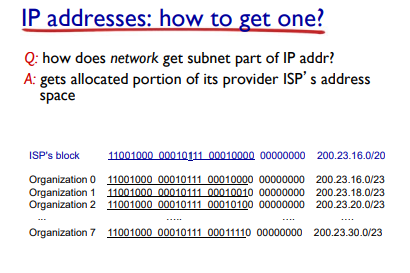 IP addresses: how to get one?
Q: how does network get subnet part of IP addr?
A: gets allocated portion of its provider ISP’s address
space
ISP's block 11001000 00010111 00010000 00000000 200.23.16.0/20
Organization 0 11001000 00010111 00010000 00000000 200.23.16.0/23
Organization 1 11001000 00010111 00010010 00000000 200.23.18.0/23
Organization 2 11001000 00010111 00010100 00000000 200.23.20.0/23
... ..... .... ....
Organization 7 11001000 00010111 00011110 00000000 200.23.30.0/23